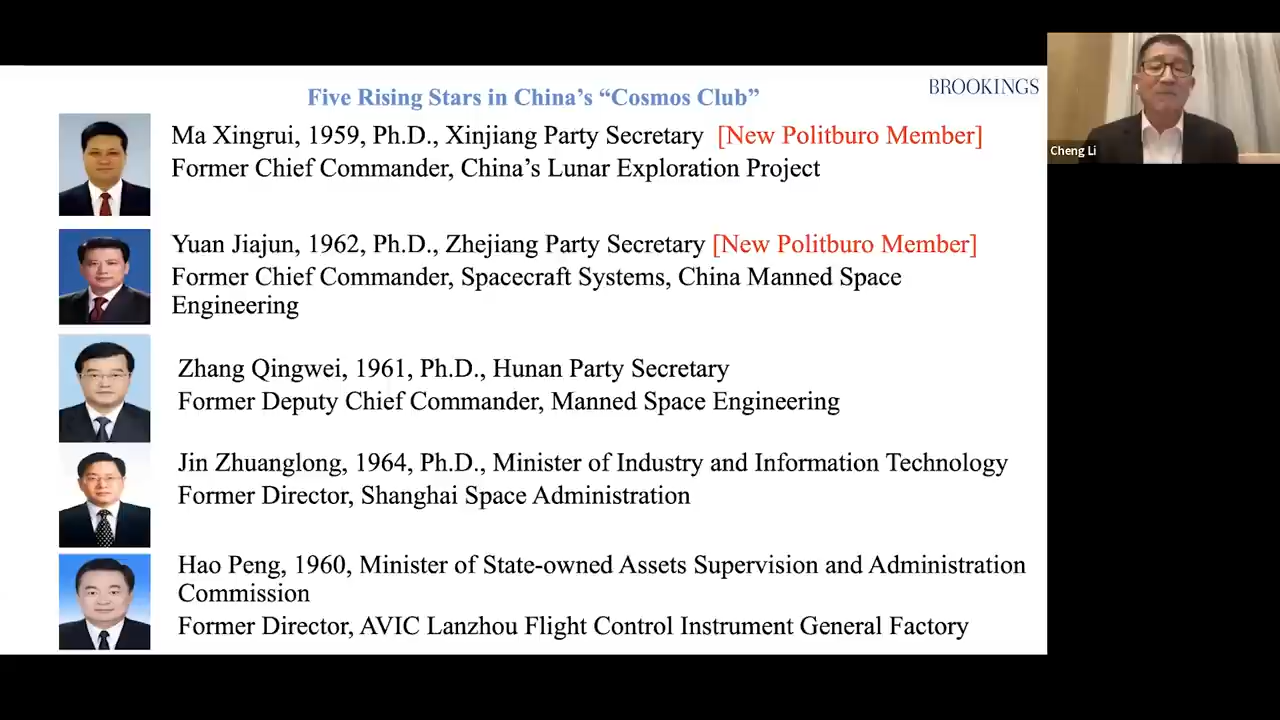 Five Rising Stars in China's “Cosmos Club”
BROOKINGS
Ma Xingrui, 1959, Ph.D., Xinjiang Party Secretary [New Politburo Member]
Former Chief Commander, China's Lunar Exploration Project
Cheng Li
Yuan Jiajun, 1962, Ph.D., Zhejiang Party Secretary [New Politburo Member]
Former Chief Commander, Spacecraft Systems, China Manned Space
Engineering
Zhang Qingwei, 1961, Ph.D., Hunan Party Secretary
Former Deputy Chief Commander, Manned Space Engineering
Jin Zhuanglong, 1964, Ph.D., Minister of Industry and Information Technology
Former Director, Shanghai Space Administration
Hao Peng, 1960, Minister of State-owned Assets Supervision and Administration
Commission
Former Director, AVIC Lanzhou Flight Control Instrument General Factory